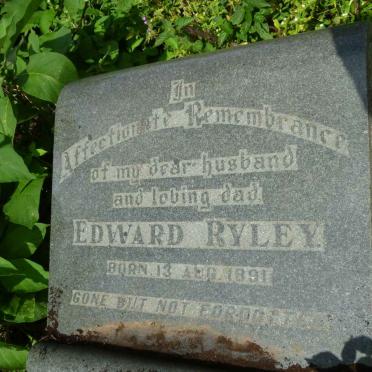 In
Affectionate Remembrance
of my dear husband
and loving dad.
EDWARD RYLEY.
BORN. 13 AUG. 1891
GONE BUT NOT FORGOTTEN